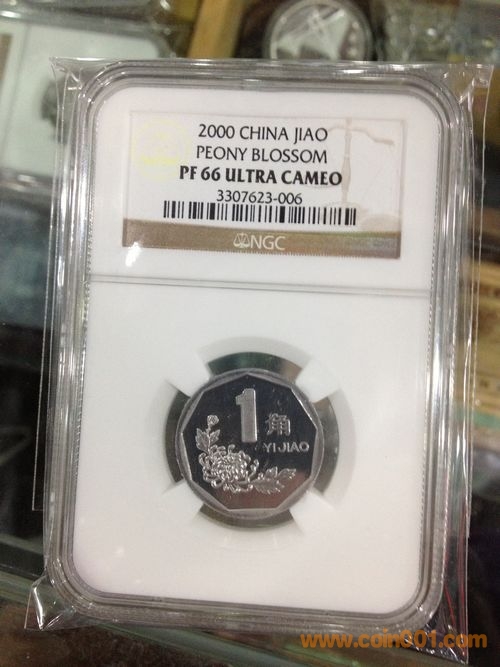 2000 CHINA JIAO
PEONY BLOSSOM
PF 66 ULTRA CAMEO
3307623-006
NGC
1角
YI JIAO
www.coin001.com